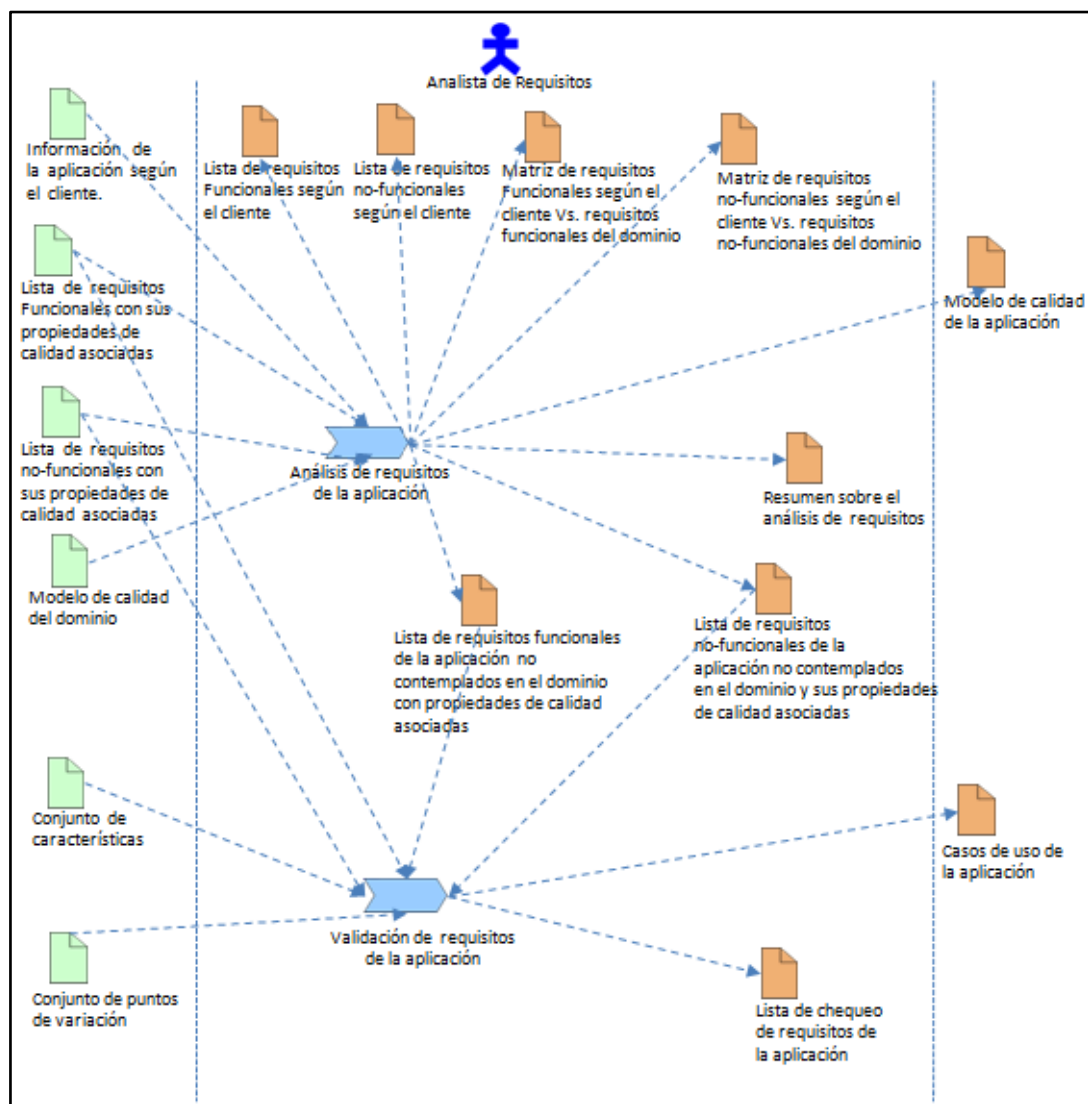 Analista de Requisitos
Información de
la aplicación según
el cliente.
Lista de requisitos
Funcionales según
el cliente
Lista de requisitos
no-funcionales
según el cliente
Matriz de requisitos
Funcionales según el
cliente Vs. requisitos
funcionales del dominio
Matriz de requisitos
no-funcionales según el
cliente Vs. requisitos
no-funcionales del dominio
Lista de requisitos
Funcionales con sus
propiedades de
calidad asociadas
Modelo de calidad
de la aplicación
Lista de requisitos
no-funcionales con
sus propiedades de
calidad asociadas
Análisis de requisitos
de la aplicación
Resumen sobre el
análisis de requisitos
Modelo de calidad
del dominio
Lista de requisitos funcionales
de la aplicación no
contemplados en el dominio
con propiedades de calidad
asociadas
Lista de requisitos
no-funcionales de la
aplicación no contemplados
en el dominio y sus propiedades
de calidad asociadas
Conjunto de
características
Casos de uso de
la aplicación
Validación de requisitos
de la aplicación
Conjunto de puntos
de variación
Lista de chequeo
de requisitos de
la aplicación